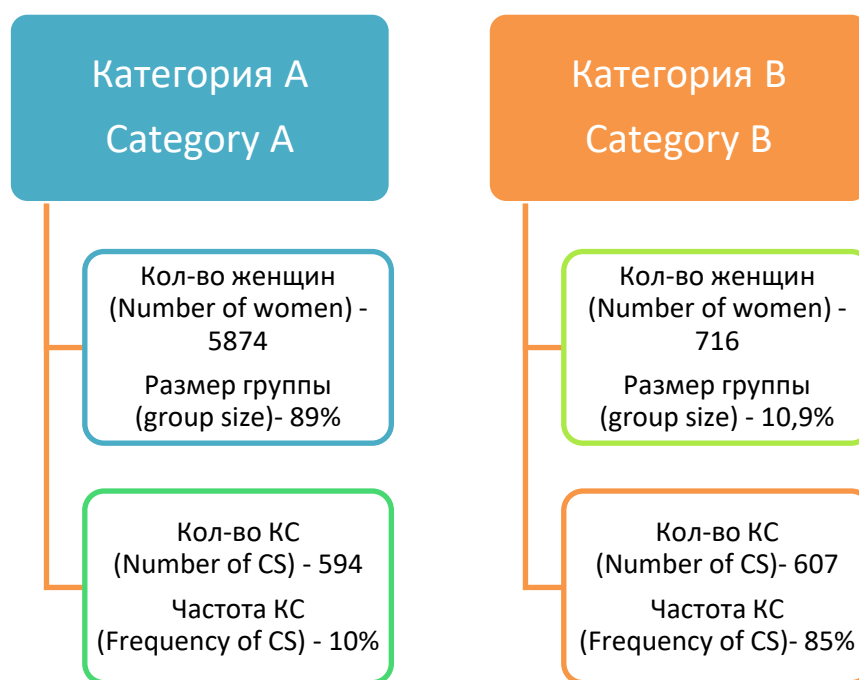 Категория А
Category A
Кол-во женщин
(Number of women) -
5874
Размер группы
(group size)- 89%
Кол-во КС
(Number of CS) - 594
Частота КС
(Frequency of CS) - 10%
Категория В
Category B
Кол-во женщин
(Number of women) -
716
Размер группы
(group size) - 10,9%
Кол-во КС
(Number of CS)- 607
Частота КС
(Frequency of CS)- 85%